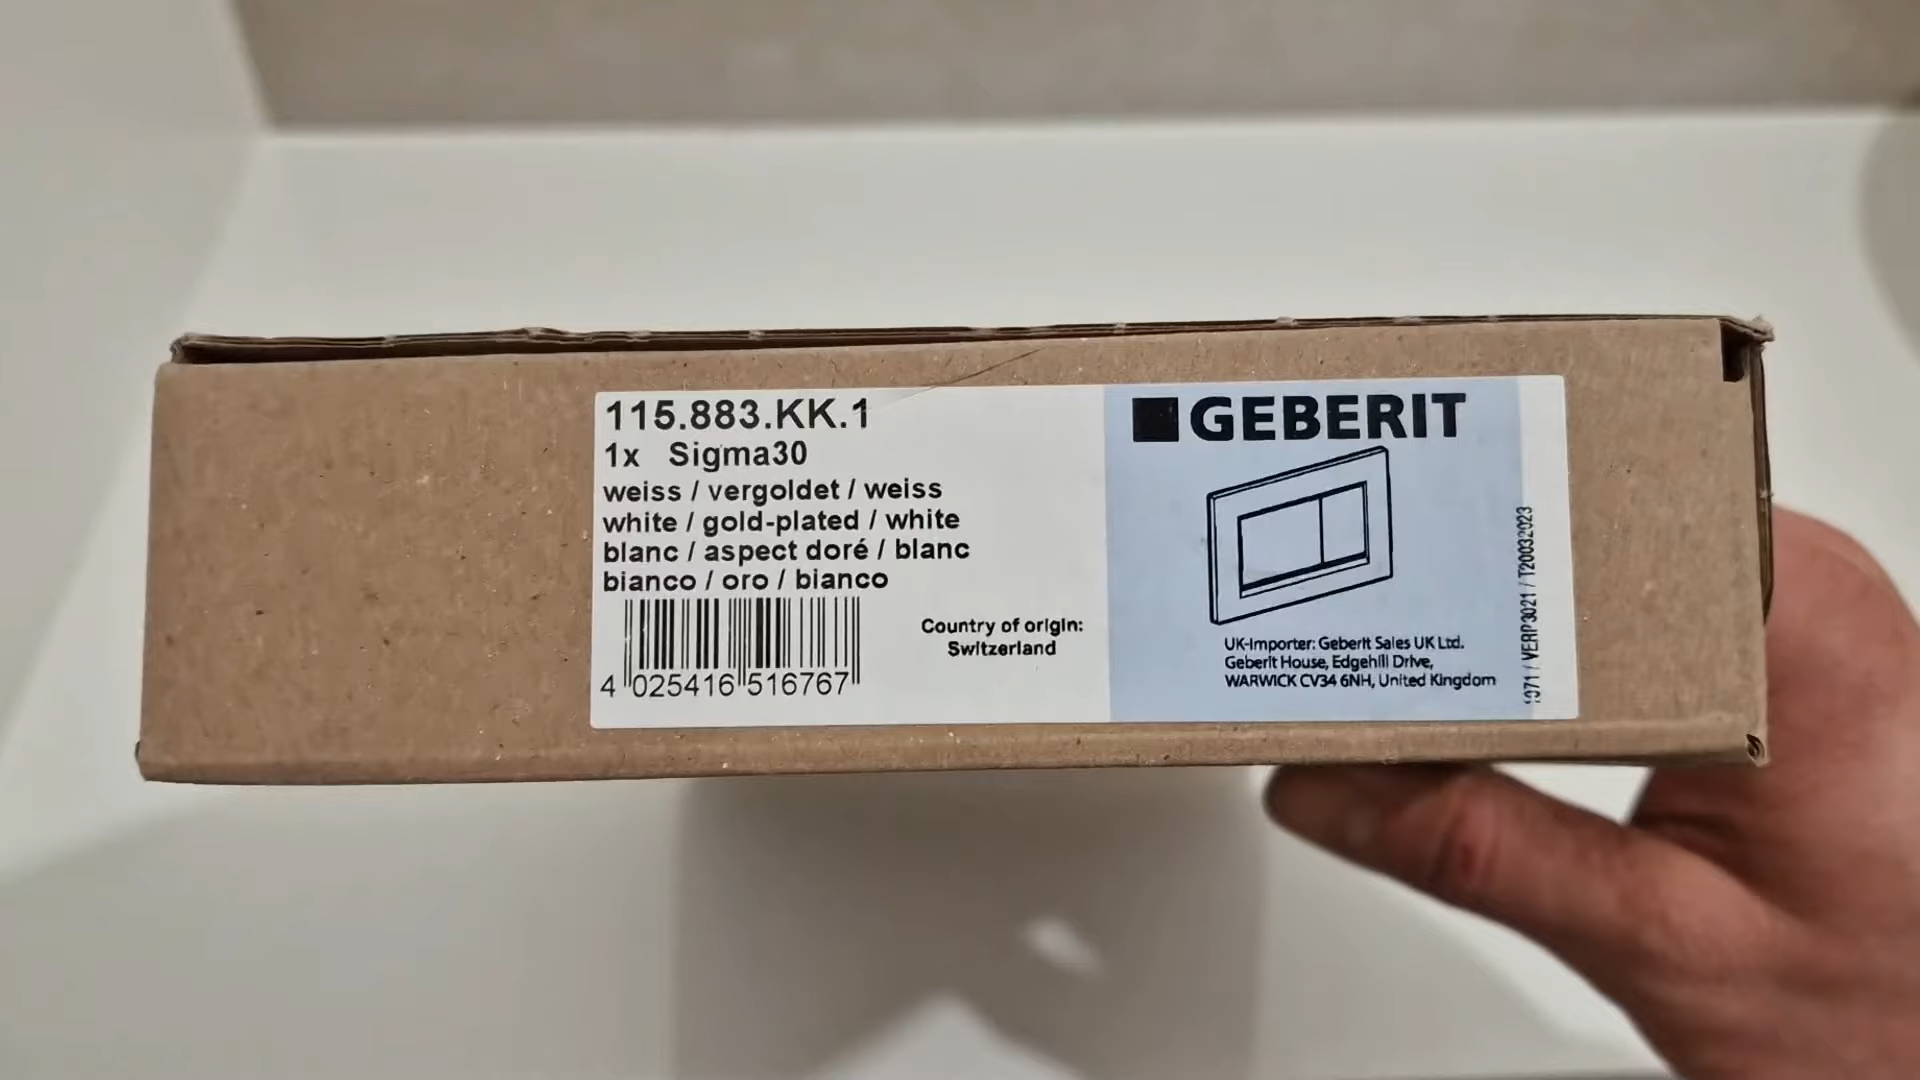 115.883.KK.1
1x Sigma30
weiss / vergoldet / weiss
white / gold-plated / white
blanc / aspect doré / blanc
bianco / oro / bianco
4 025416 516767
Country of origin:
Switzerland
GEBERIT
UK-Importer: Geberit Sales UK Ltd.
Geberit House, Edgehill Drive,
WARWICK CV34 6NH, United Kingdom
/ VERP3021 / T20032023